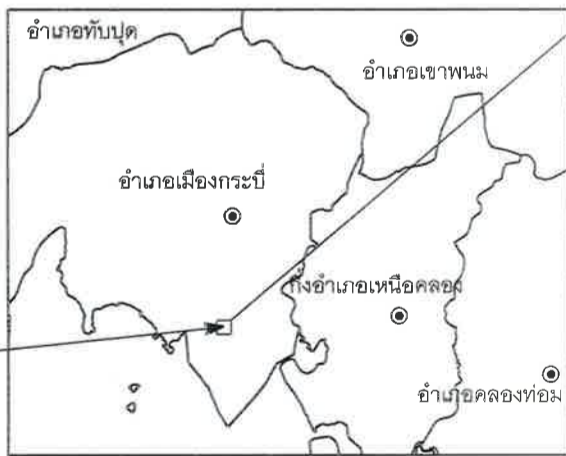 อำเภอทับปุด
อำเภอเขาพนม
อำเภอเมืองกระบี่
กิ่งอำเภอเหนือคลอง
อำเภอคลองท่อม